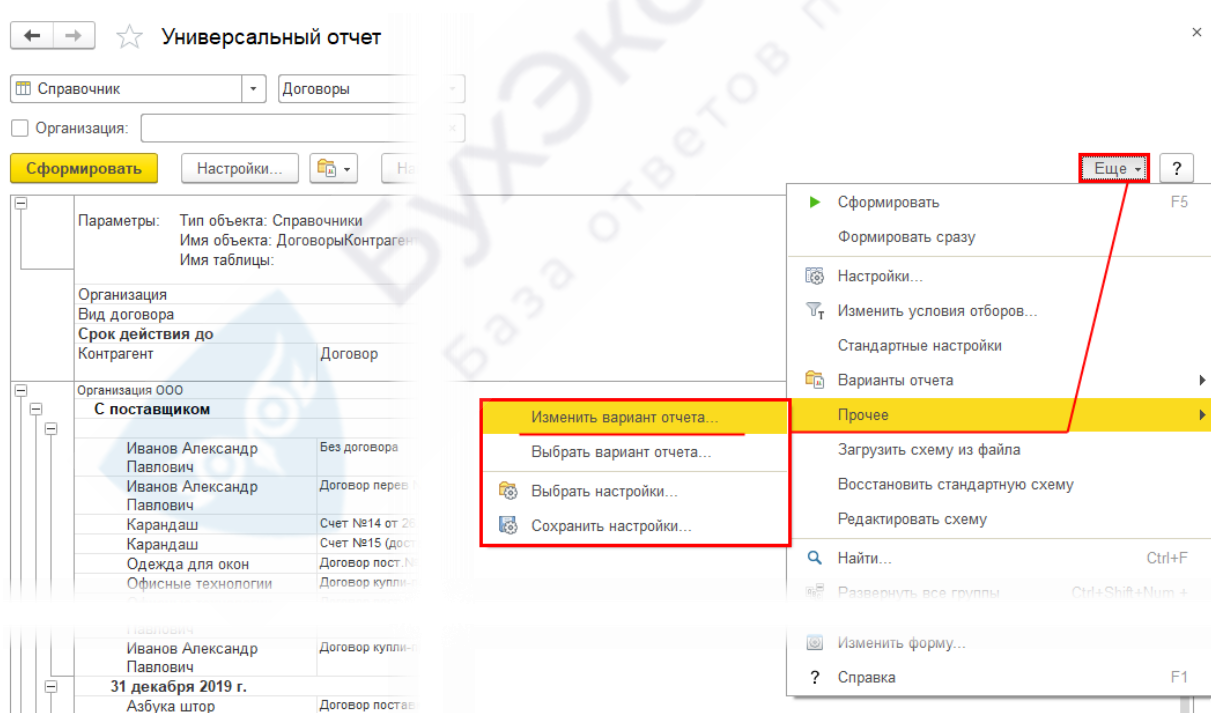 Универсальный отчет
Справочник
Договоры
Организация:
Сформировать
Настройки...
На
Еще
?
Параметры:
Тип объекта: Справочники
Имя объекта: ДоговорыКонтраген
Имя таблицы:
Организация
Вид договора
Срок действия до
Контрагент
Договор
Организация ООО
С поставщиком
Иванов Александр
Павлович
Без договора
Иванов Александр
Павлович
Договор перев
Карандаш
Счет №14 от 26
Карандаш
Счет №15 (дост
Одежда для окон
Договор пост.№
Офисные технологии
Договор купли-п
Павлович
Иванов Александр
Павлович
Договор купли-п
31 декабря 2019 г.
Азбука штор
Договор постав
Изменить вариант отчета...
Выбрать вариант отчета...
Выбрать настройки...
Сохранить настройки...
Сформировать F5
Формировать сразу
Настройки...
Изменить условия отборов...
Стандартные настройки
Варианты отчета
Прочее
Загрузить схему из файла
Восстановить стандартную схему
Редактировать схему
Найти... Ctrl+F
Развернуть все группы Ctrl+Shift+Num +
Изменить форму...
? Справка F1
БухЭк
База ответов п